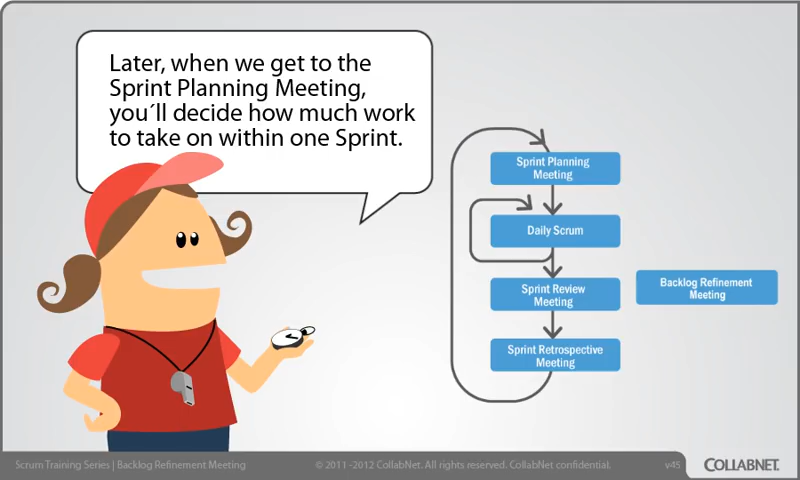 Later, when we get to the
Sprint Planning Meeting,
you´ll decide how much work
to take on within one Sprint.
Sprint Planning
Meeting
Daily Scrum
Sprint Review
Meeting
Backlog Refinement
Meeting
Sprint Retrospective
Meeting
Scrum Training Series | Backlog Refinement Meeting
© 2011 -2012 CollabNet. All rights reserved. CollabNet confidential.
v45
COLLABNET.